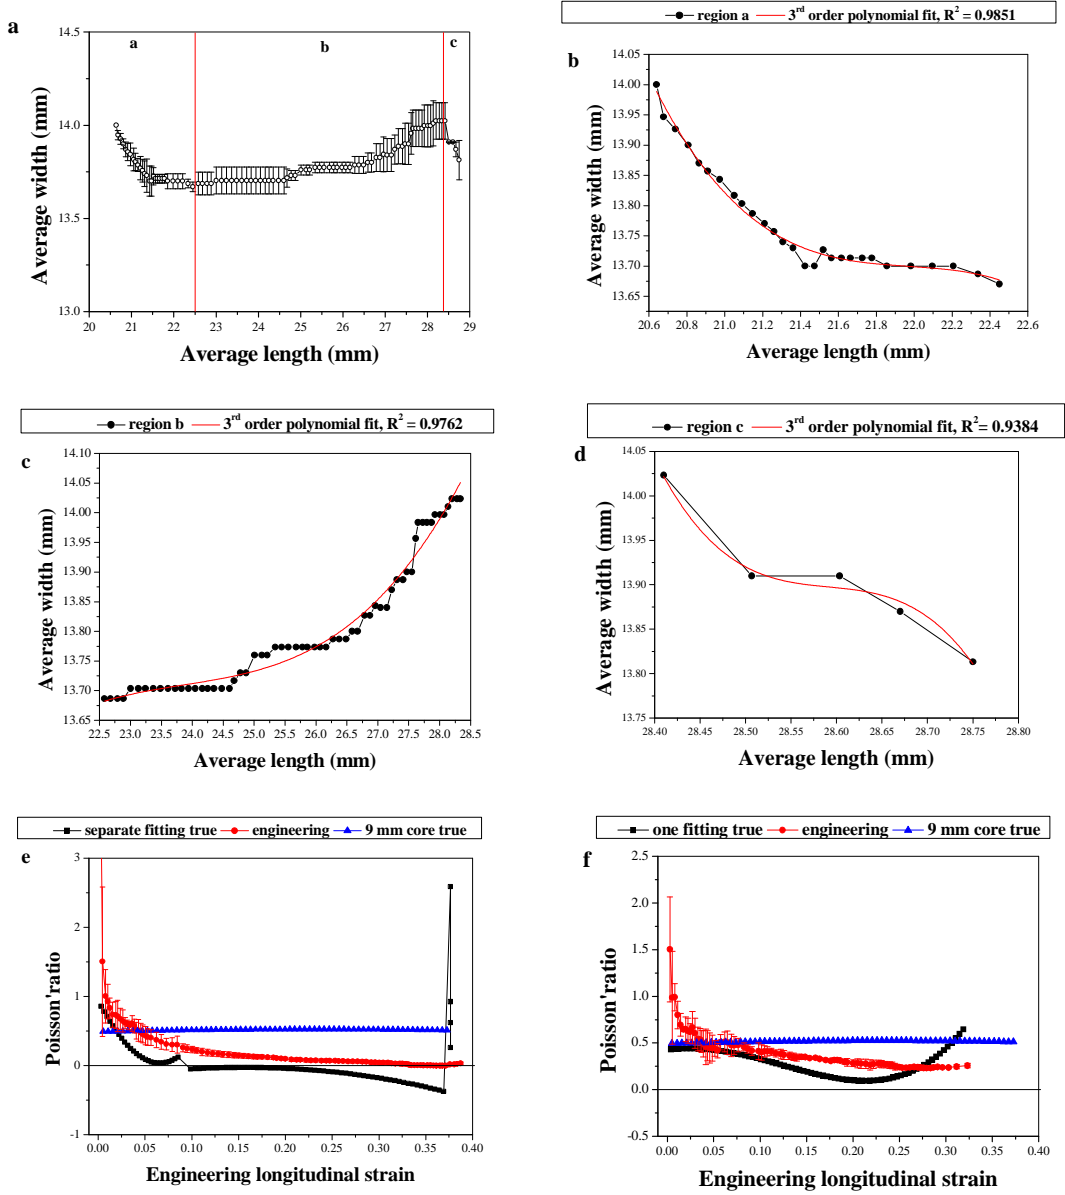 a
a
b
c
14.5
14.0
13.5
13.0
20 21 22 23 24 25 26 27 28 29
Average width (mm)
Average length (mm)
region a 3rd order polynomial fit, R2 = 0.9851
b
14.05
14.00
13.95
13.90
13.85
13.80
13.75
13.70
13.65
20.6 20.8 21.0 21.2 21.4 21.6 21.8 22.0 22.2 22.4 22.6
Average width (mm)
Average length (mm)
region b 3rd order polynomial fit, R2 = 0.9762
c
14.10
14.05
14.00
13.95
13.90
13.85
13.80
13.75
13.70
13.65
22.5 23.0 23.5 24.0 24.5 25.0 25.5 26.0 26.5 27.0 27.5 28.0 28.5
Average width (mm)
Average length (mm)
region c 3rd order polynomial fit, R2= 0.9384
d
14.05
14.00
13.95
13.90
13.85
13.80
13.75
28.40 28.45 28.50 28.55 28.60 28.65 28.70 28.75 28.80
Average width (mm)
Average length (mm)
separate fitting true engineering 9 mm core true
e
3
2
1
0
-1
0.00 0.05 0.10 0.15 0.20 0.25 0.30 0.35 0.40
Poisson'ratio
Engineering longitudinal strain
one fitting true engineering 9 mm core true
f
2.5
2.0
1.5
1.0
0.5
0.0
-0.5
0.00 0.05 0.10 0.15 0.20 0.25 0.30 0.35 0.40
Poisson'ratio
Engineering longitudinal strain